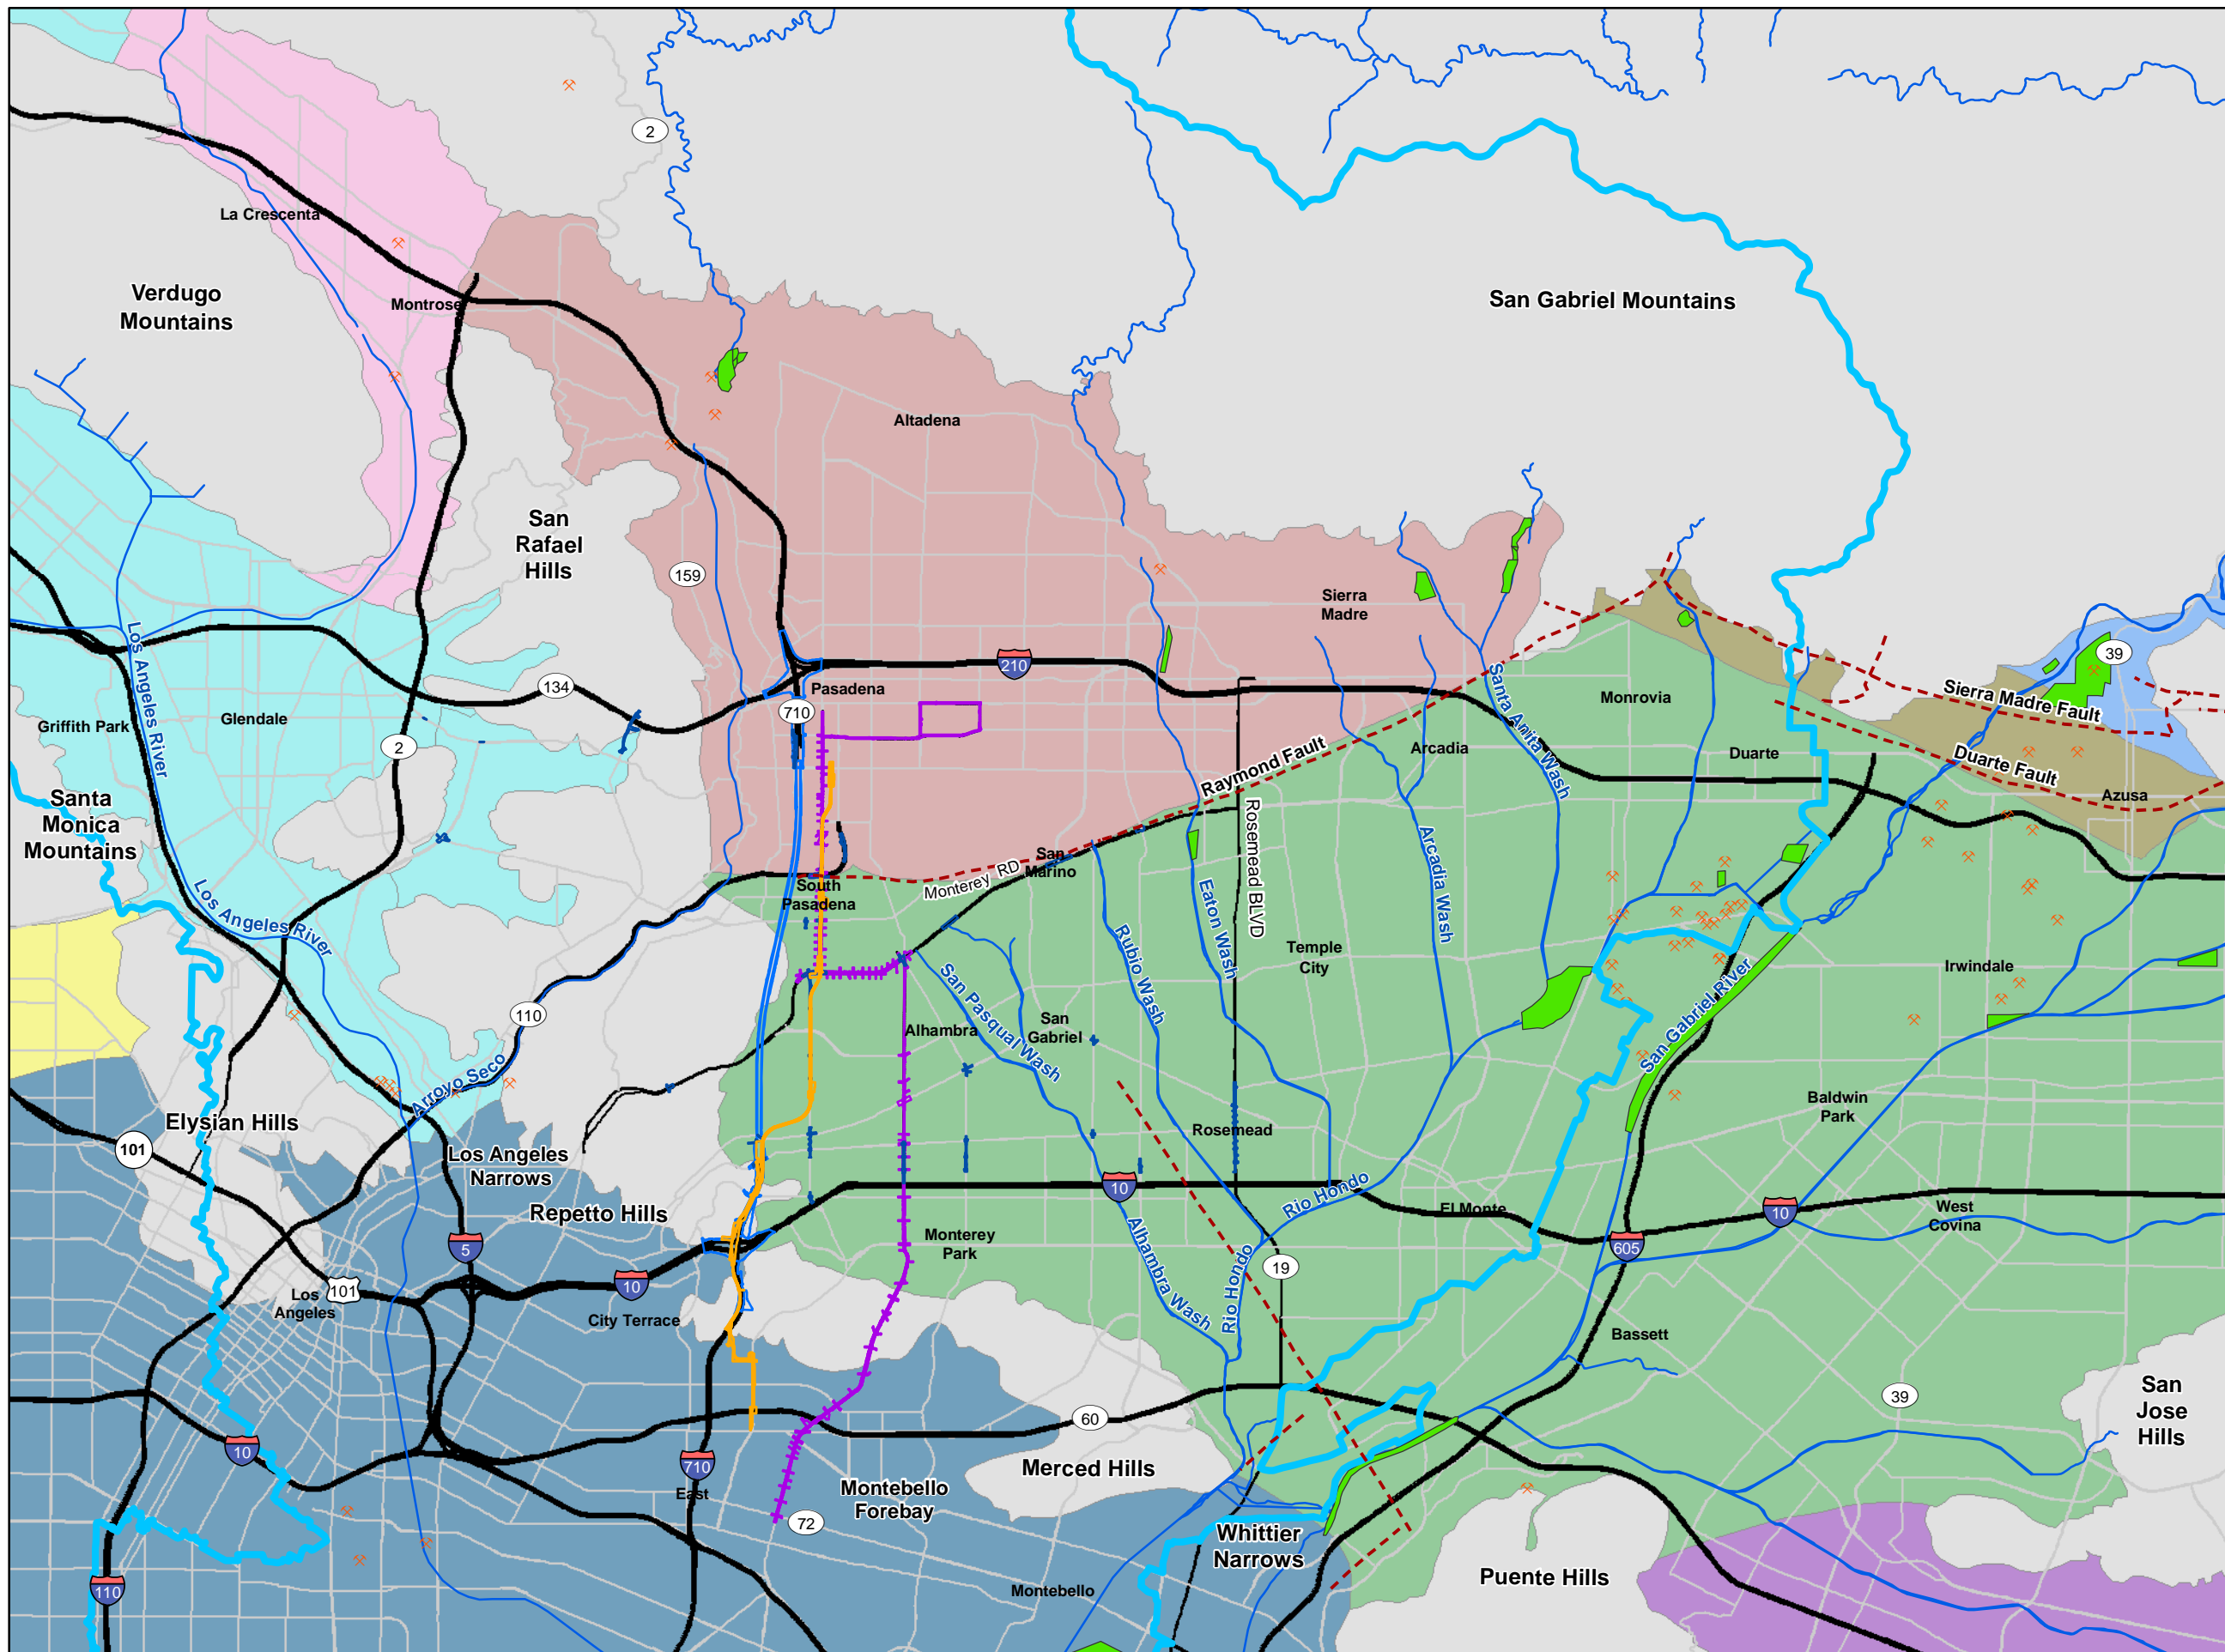 2
La Crescenta
Verdugo
Mountains
Montrose
San Gabriel Mountains
Altadena
San
Rafael
Hills
159
Sierra
Madre
Los Angeles River
134
210
39
Pasadena
710
Griffith Park
Glendale
2
Santa Anita Wash
Monrovia
Sierra Madre Fault
Arcadia
Duarte
Duarte Fault
Raymond Fault
Azusa
Santa
Monica
Mountains
Rosemead BLVD
Arcadia Wash
San
Marino
Monterey RD
South
Pasadena
Los Angeles River
Eaton Wash
Rubio Wash
Temple
City
Irwindale
San Pasqual Wash
San Gabriel River
110
Alhambra
San
Gabriel
Arroyo Seco
Baldwin
Park
Elysian Hills
101
Rosemead
Los Angeles
Narrows
10
Rio Hondo
El Monte
10
West
Covina
Repetto Hills
Monterey
Park
5
605
Alhambra Wash
Rio Hondo
19
10
101
Los
Angeles
City Terrace
Bassett
60
39
San
Jose
Hills
10
710
East
Merced Hills
Montebello
Forebay
72
Whittier
Narrows
Puente Hills
110
Montebello